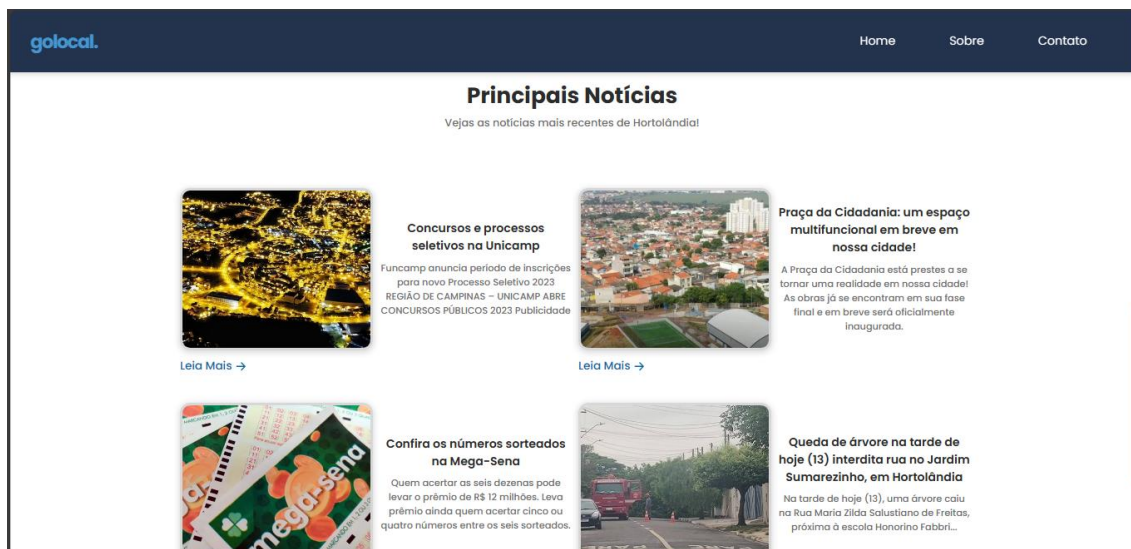 golocal.
Home
Sobre
Contato
Principais Notícias
Vejas as noticias mais recentes de Hortolândia!
Concursos e processos
seletivos na Unicamp
Funcamp anuncia período de inscrições
para novo Processo Seletivo 2023
REGIÃO DE CAMPINAS – UNICAMP ABRE
CONCURSOS PÚBLICOS 2023 Publicidade
Leia Mais →
Praça da Cidadania: um espaço
multifuncional em breve em
nossa cidade!
A Praça da Cidadania está prestes a se
tornar uma realidade em nossa cidade!
As obras já se encontram em sua fase
final e em breve será oficialmente
inaugurada.
Leia Mais →
mega-sena
Confira os números sorteados
na Mega-Sena
Quem acertar as seis dezenas pode
levar o prêmio de R$ 12 milhões. Leva
prêmio ainda quem acertar cinco ou
quatro números entre os seis sorteados.
Queda de árvore na tarde de
hoje (13) interdita rua no Jardim
Sumarezinho, em Hortolândia
Na tarde de hoje (13), uma árvore caiu
na Rua Maria Zilda Salustiano de Freitas,
próxima à escola Honorino Fabbri...